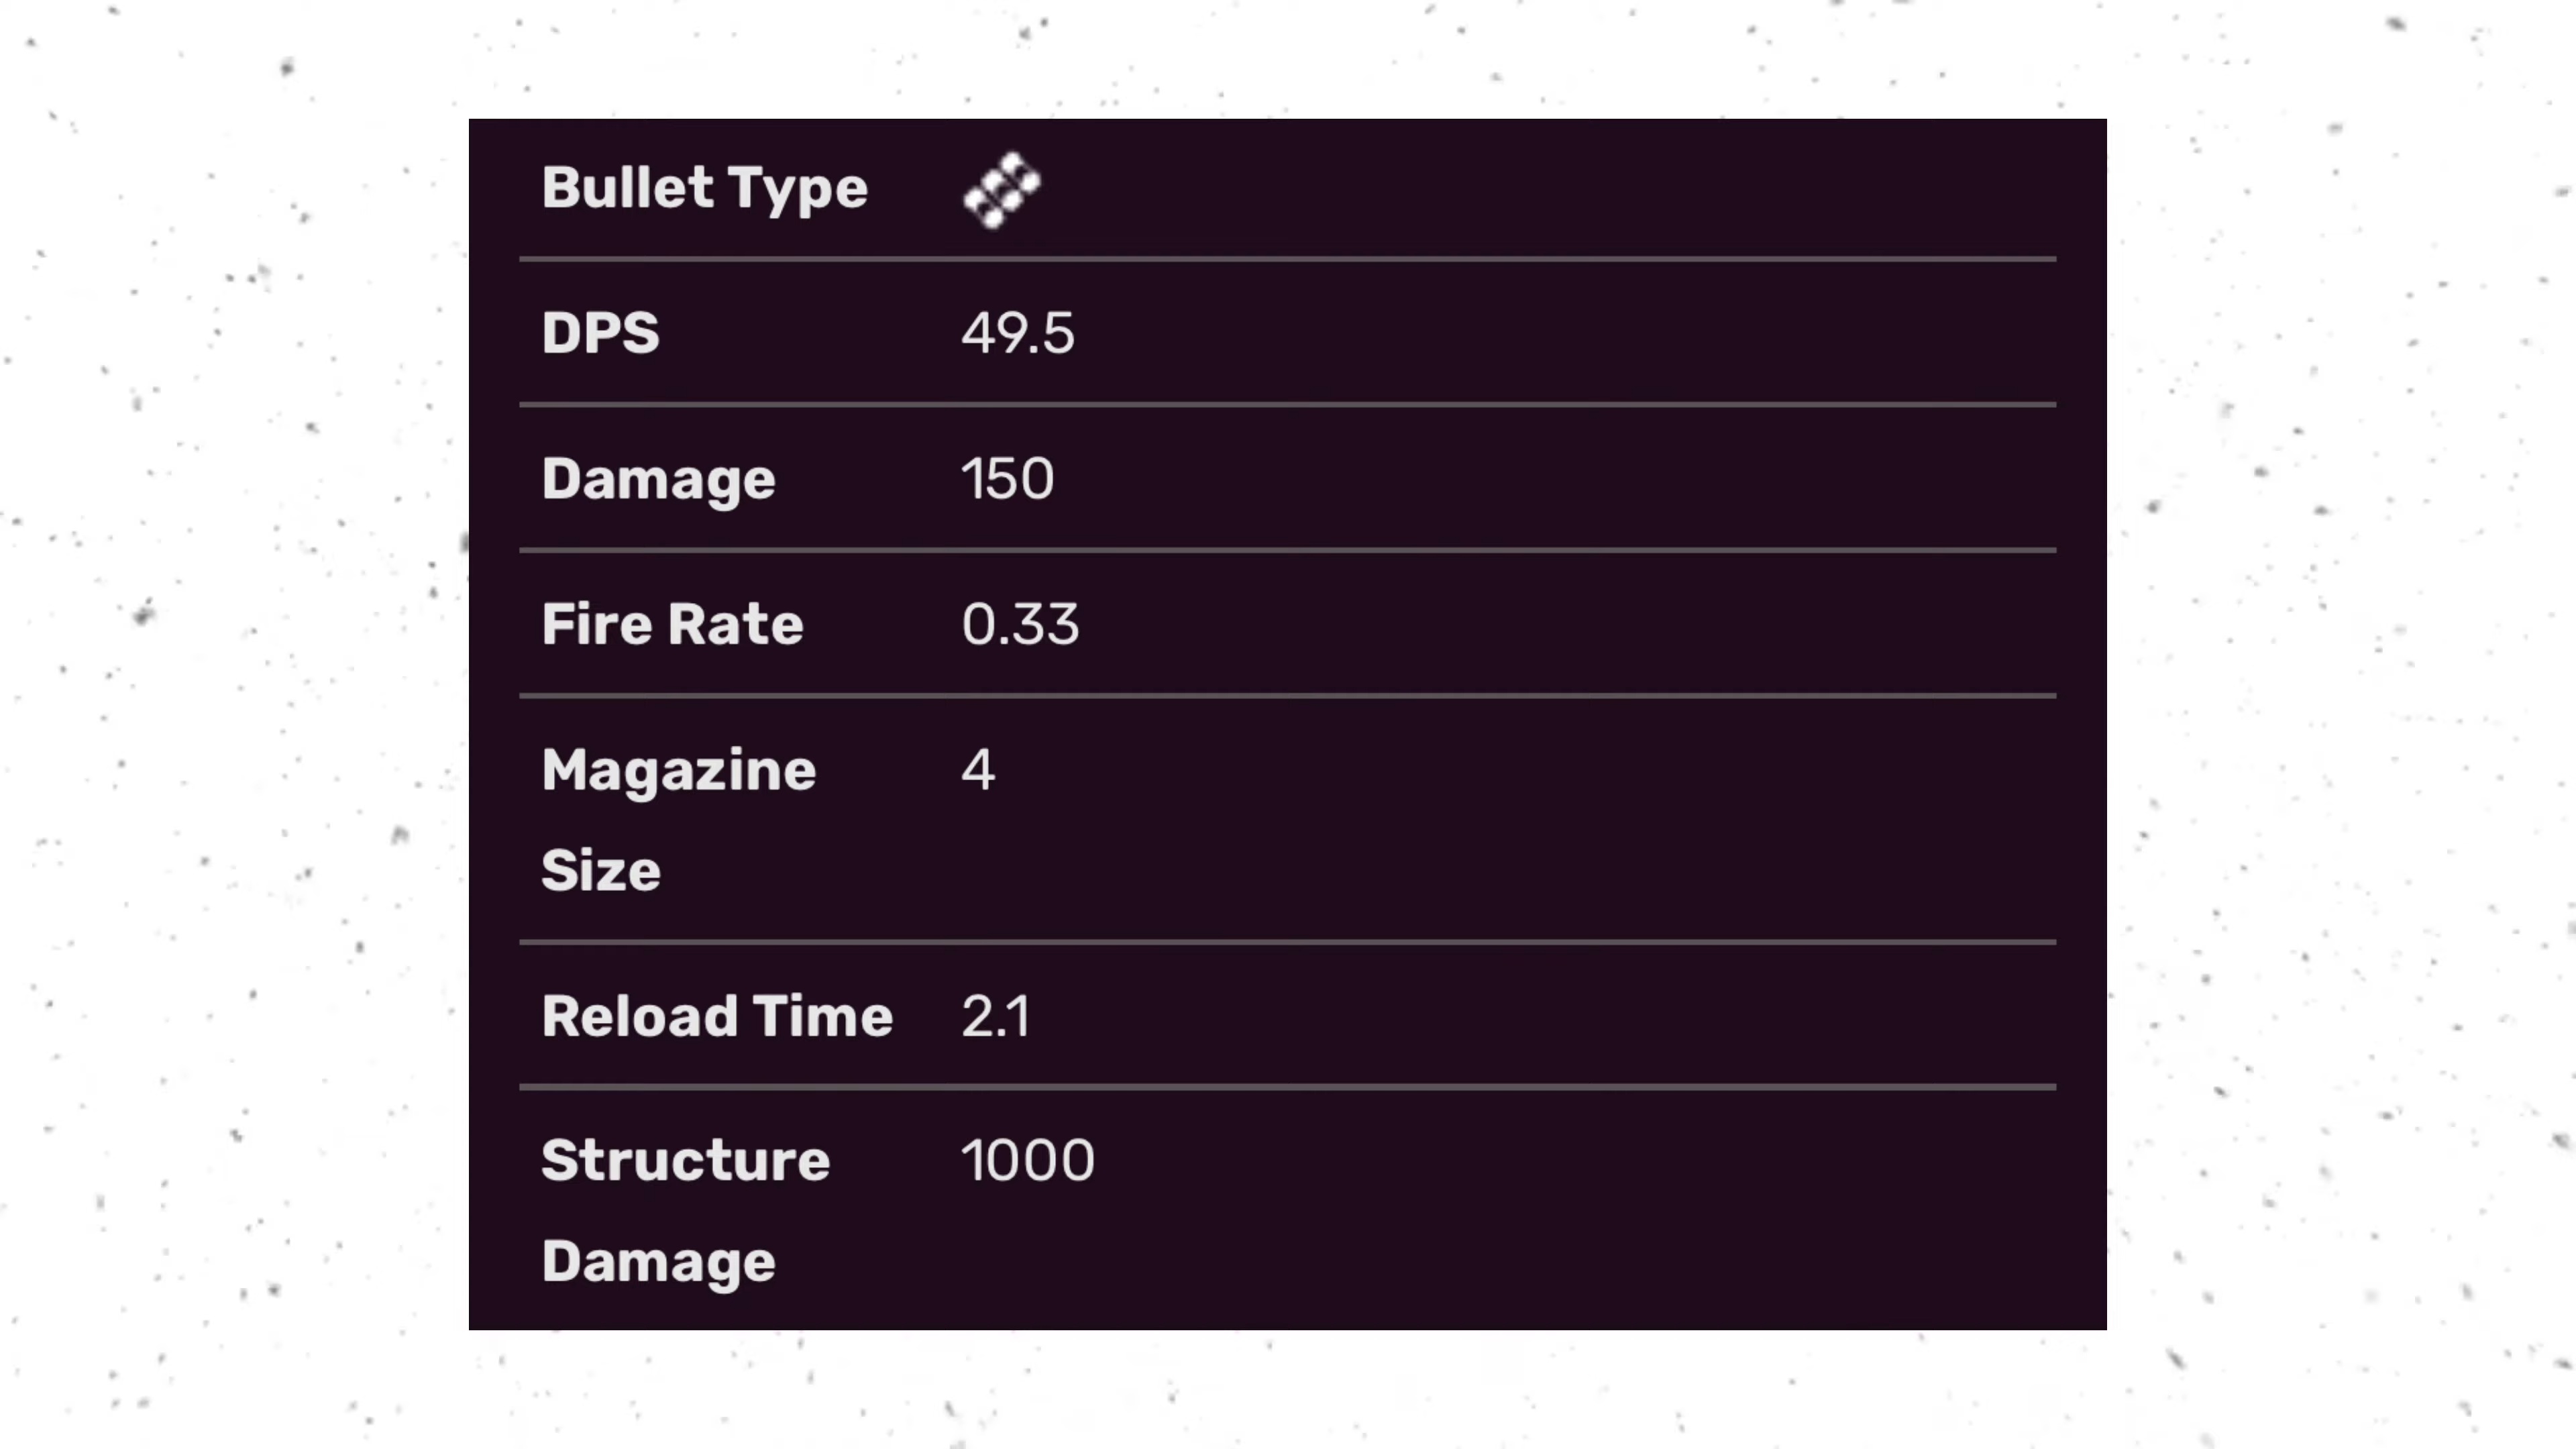 Bullet Type
DPS 49.5
Damage 150
Fire Rate 0.33
Magazine 4
Size
Reload Time 2.1
Structure 1000
Damage